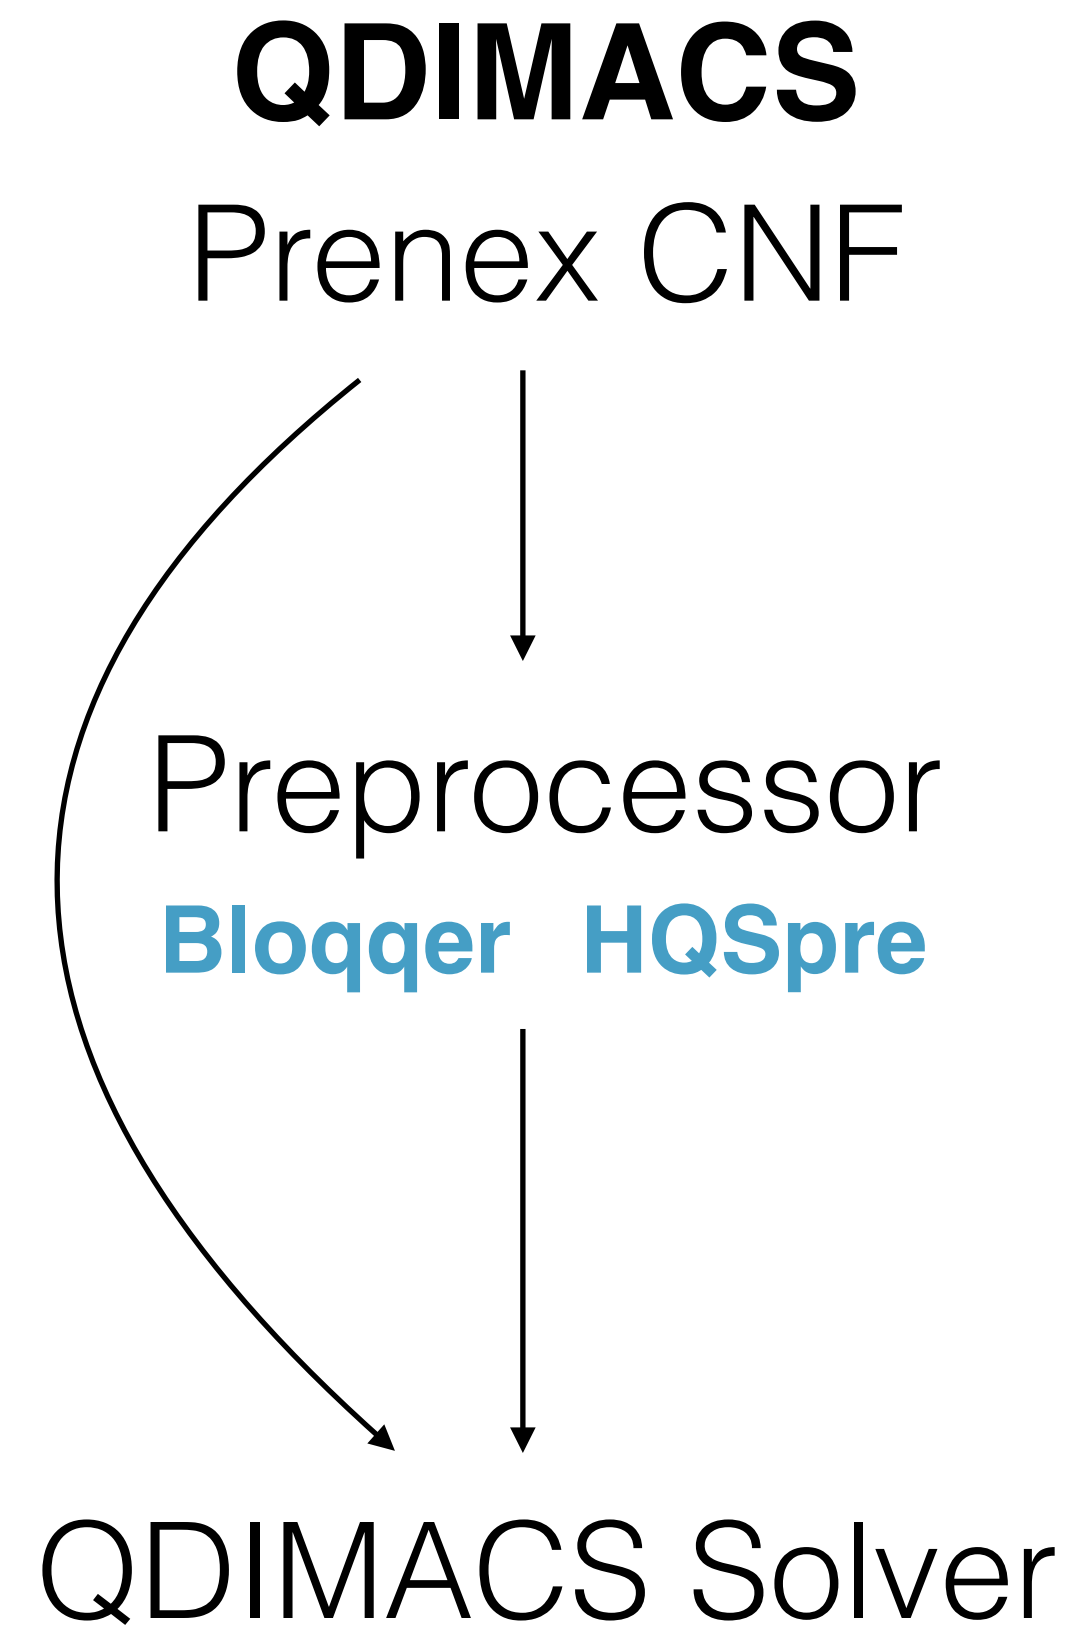 QDIMACS
Prenex CNF
Preprocessor
Bloqqer HQSpre
QDIMACS Solver